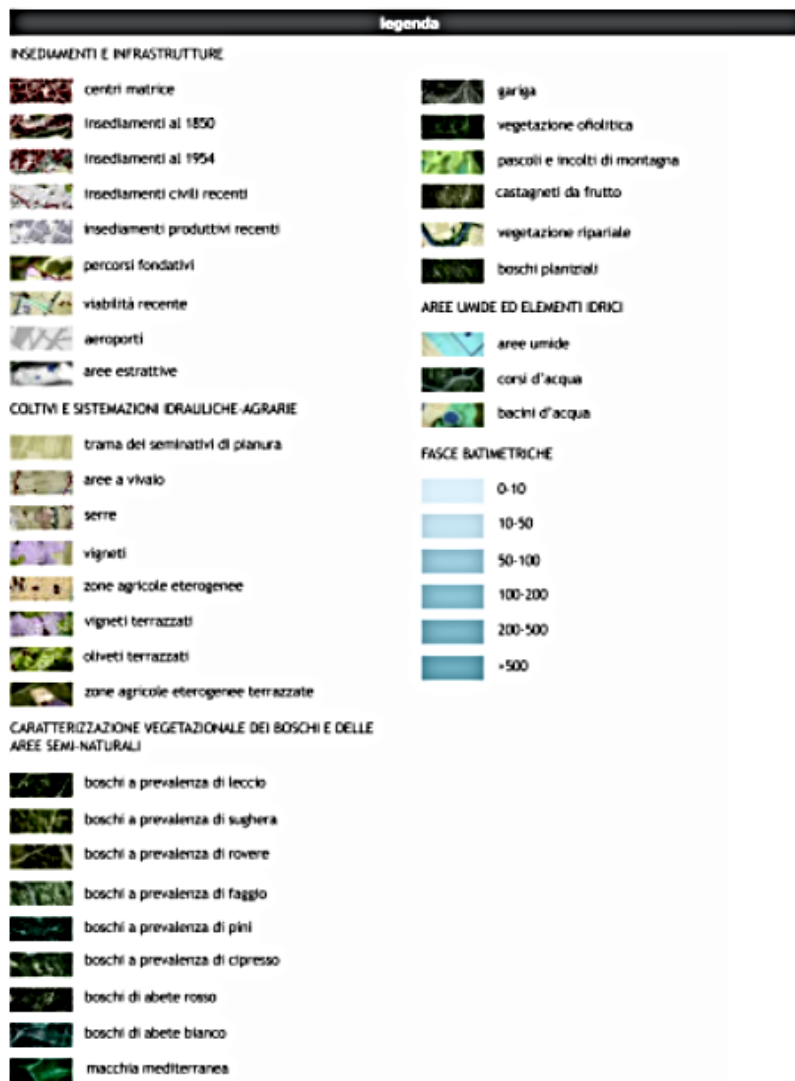 legenda
INSEDIAMENTI E INFRASTRUTTURE
centri matrice
insediamenti al 1850
insediamenti al 1954
insediamenti civili recenti
insediamenti produttivi recenti
percorsi fondativi
viabilità recente
aeroporti
aree estrattive
COLTIVI E SISTEMAZIONI IDRAULICHE-AGRARIE
trama dei seminativi di pianura
aree a vivaio
serre
vigneti
zone agricole eterogenee
vigneti terrazzati
oliveti terrazzati
zone agricole eterogenee terrazzate
CARATTERIZZAZIONE VEGETAZIONALE DEI BOSCHI E DELLE
AREE SEMI-NATURALI
boschi a prevalenza di leccio
boschi a prevalenza di sughera
boschi a prevalenza di rovere
boschi a prevalenza di faggio
boschi a prevalenza di pini
boschi a prevalenza di cipresso
boschi di abete rosso
boschi di abete bianco
macchia mediterranea
gariga
vegetazione ofiolitica
pascoli e incolti di montagna
castagneti da frutto
vegetazione ripariale
boschi planiziali
AREE UMIDE ED ELEMENTI IDRICI
aree umide
corsi d'acqua
bacini d'acqua
FASCE BATIMETRICHE
0-10
10-50
50-100
100-200
200-500
>500